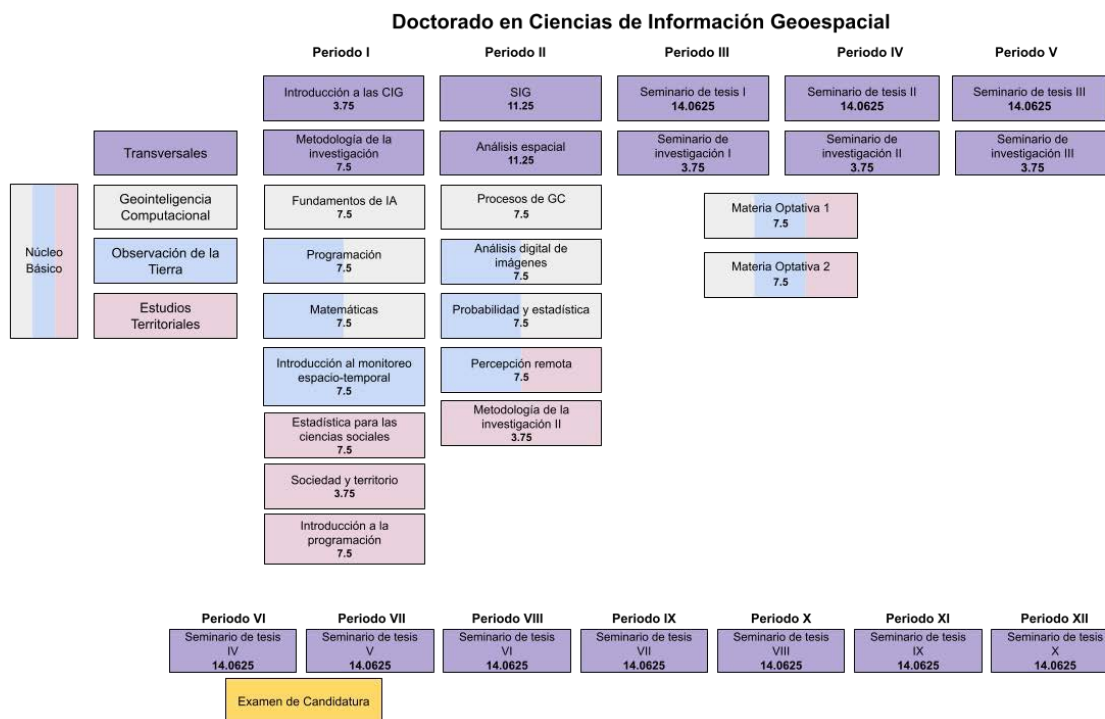 Doctorado en Ciencias de Información Geoespacial
Periodo I
Periodo II
Periodo III
Periodo IV
Periodo V
Introducción a las CIG
3.75
SIG
11.25
Seminario de tesis I
14.0625
Seminario de tesis II
14.0625
Seminario de tesis III
14.0625
Transversales
Metodología de la
investigación
7.5
Análisis espacial
11.25
Seminario de
investigación I
3.75
Seminario de
investigación II
3.75
Seminario de
investigación III
3.75
Núcleo
Básico
Geointeligencia
Computacional
Fundamentos de IA
7.5
Procesos de GC
7.5
Materia Optativa 1
7.5
Observación de la
Tierra
Programación
7.5
Análisis digital de
imágenes
7.5
Materia Optativa 2
7.5
Estudios
Territoriales
Matemáticas
7.5
Probabilidad y estadística
7.5
Introducción al monitoreo
espacio-temporal
7.5
Percepción remota
7.5
Estadística para las
ciencias sociales
7.5
Metodología de la
investigación II
3.75
Sociedad y territorio
3.75
Introducción a la
programación
7.5
Periodo VI
Periodo VII
Periodo VIII
Periodo IX
Periodo X
Periodo XI
Periodo XII
Seminario de tesis
IV
14.0625
Seminario de tesis
V
14.0625
Seminario de tesis
VI
14.0625
Seminario de tesis
VII
14.0625
Seminario de tesis
VIII
14.0625
Seminario de tesis
IX
14.0625
Seminario de tesis
X
14.0625
Examen de Candidatura